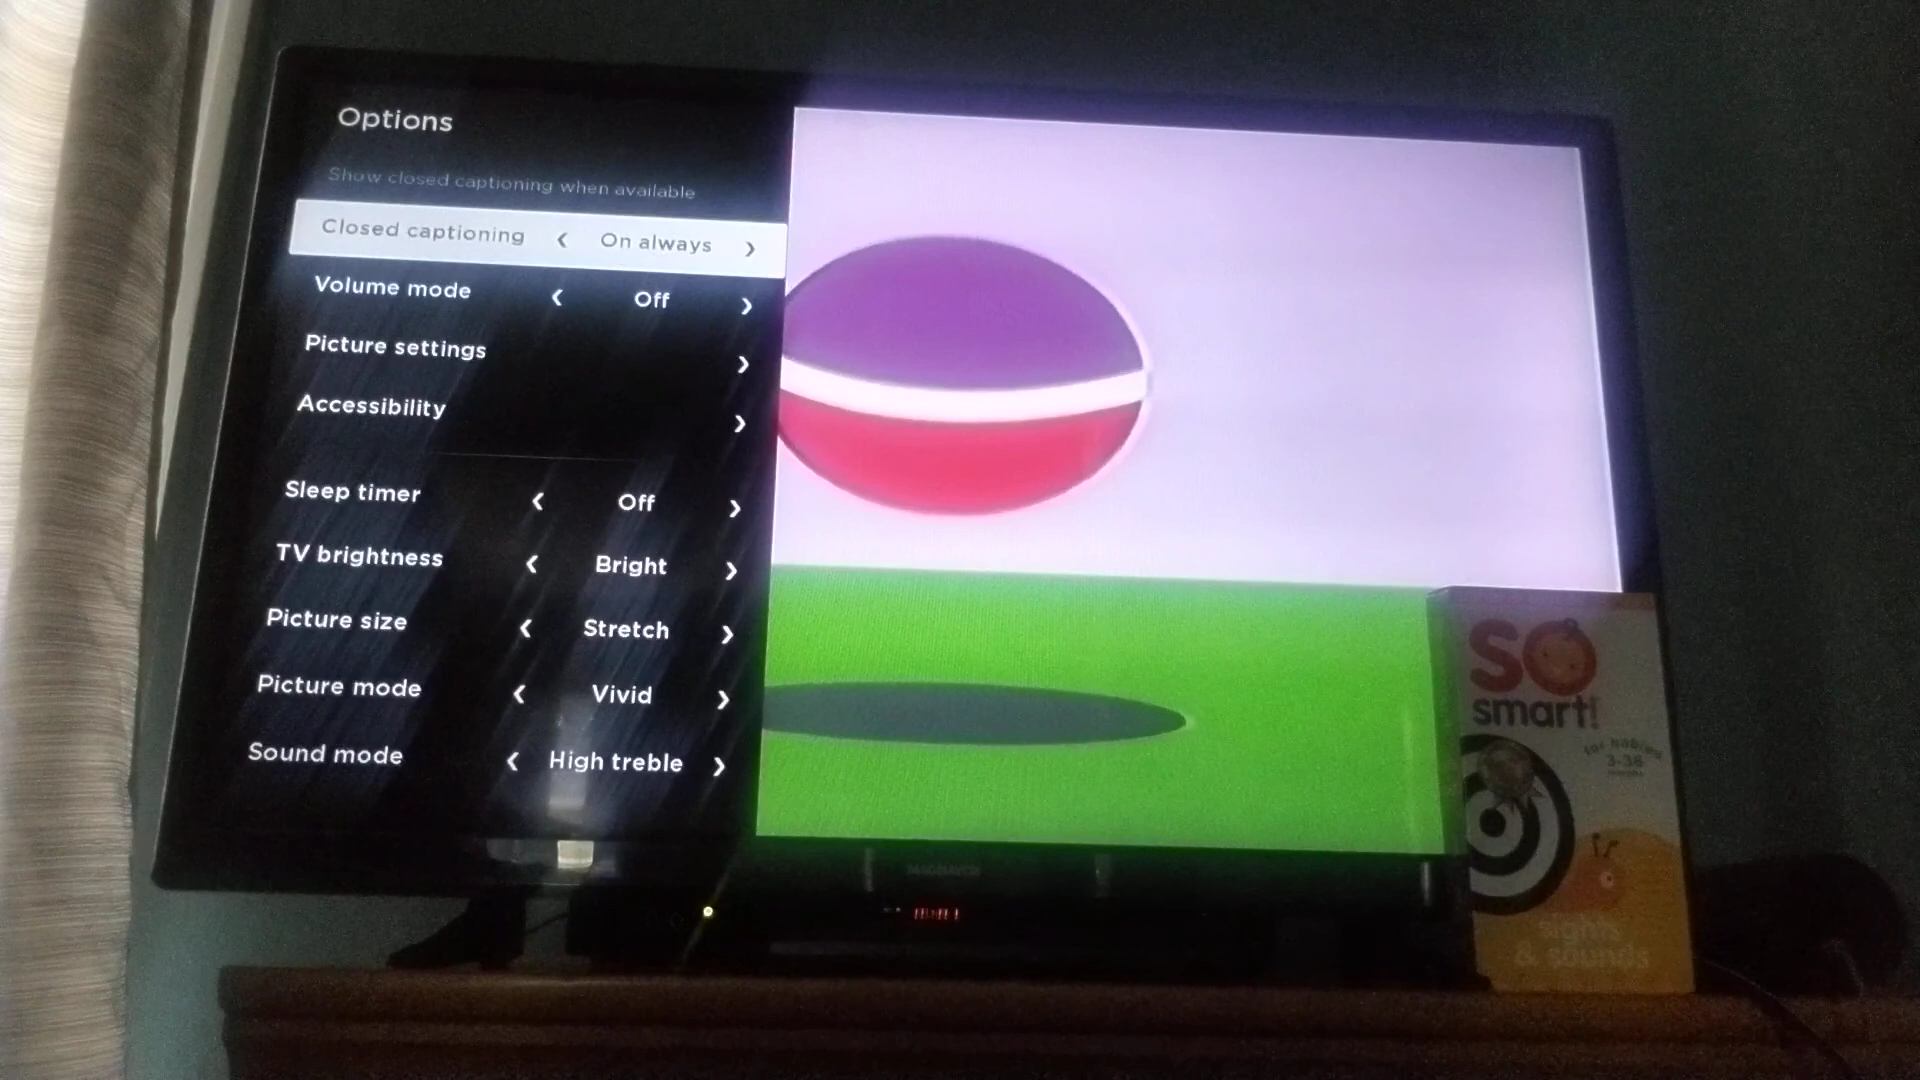 Options
Show closed captioning when available
Closed captioning ‹ On always ›
Volume mode ‹ Off ›
Picture settings ›
Accessibility ›
Sleep timer ‹ Off ›
TV brightness ‹ Bright ›
Picture size ‹ Stretch ›
Picture mode ‹ Vivid ›
Sound mode ‹ High treble ›
MAGNAVOX
so
smart!
for babies
3-36
months
sights
& sounds